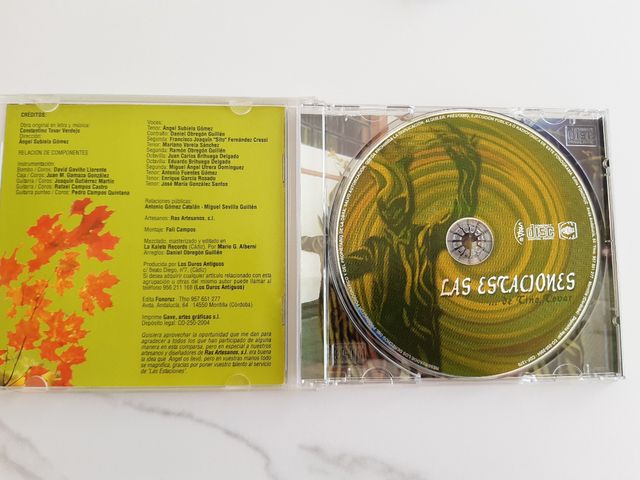 CRÉDITOS:
Obra original en letra y música:
Constantino Tovar Verdejo
Dirección:
Ángel Subiela Gómez
RELACIÓN DE COMPONENTES
Instrumentación:
Bombo / Coros: David Gaviño Llorente
Caja / Coros: Juan M. Gamaza González
Guitarra / Coros: Joaquín Gutiérrez Martín
Guitarra / Coros: Rafael Campos Castro
Guitarra punteo / Coros: Pedro Campos Quintana
Voces:
Tenor: Ángel Subiela Gómez
Contralto: Daniel Obregón Guillén
Segunda: Francisco Joaquín "Sito" Fernández Cressi
Tenor: Mariano Varela Sánchez
Segunda: Ramón Obregón Guillén
Octavilla: Juan Carlos Brihuega Delgado
Octavilla: Eduardo Brihuega Delgado
Segunda: Miguel Ángel Utrera Domínguez
Tenor: Antonio Fuentes Gómez
Tenor: Enrique García Rosado
Tenor: José María González Santos
Relaciones públicas:
Antonio Gómez Catalán - Miguel Sevilla Guillén
Artesanos: Ras Artesanos, s.l.
Montaje: Fali Campos
Mezclado, masterizado y editado en
La Kaleta Records (Cádiz). Por Mario G. Alberni
Arreglos: Daniel Obregón Guillén
Producida por Los Duros Antiguos
c/ Beato Diego, nº7, (Cádiz)
Si desea adquirir cualquier artículo relacionado con esta
agrupación u otras del mismo autor puede llamar al
teléfono 956 211 168 (Los Duros Antiguos)
Edita Fonoruz - Tfno 957 651 277
Avda. Andalucía, 64 · 14550 Montilla (Córdoba)
Imprime Gave, artes gráficas s.l.
Depósito legal: CO-250-2004
Quisiera aprovechar la oportunidad que me dan para
agradecer a todos los que han participado de alguna
manera en esta comparsa, pero en especial a nuestros
artesanos y diseñadores de Ras Artesanos, s.l. era buena
la idea que Ángel os llevó, pero en vuestras manos todo
se magnifica, gracias por poner vuestro talento al servicio
de "Las Estaciones".
disc
LAS ESTACIONES
... de Tino Tovar